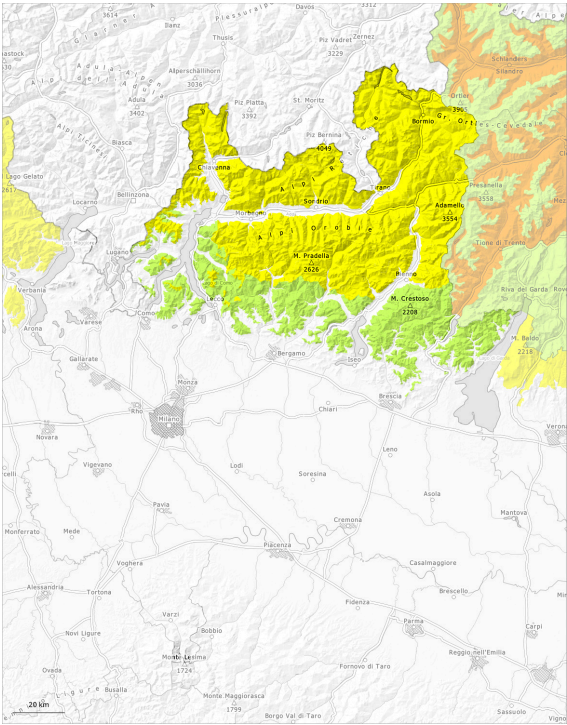 3614
Ilanz
Davos
3312
Thusis
Piz Vadret
3229
Zernez
Schlanders
Silandro
Alperschällihorn
3036
Adula
3402
Piz Platta
3392
St. Moritz
Ortler
Biasca
Bormio
Piz Bernina
4049
Chiavenna
Alpi Ticinesi
Lago Gelato
Locarno
Bellinzona
Tirano
Presanella
3558
Sondrio
Morbegno
Adamello
3554
Alpi Orobie
Lugano
Tione di Trento
M. Pradella
2626
Bienno
Verbania
Lecco
M. Crestoso
2208
Riva del Garda
Arona
Varese
Como
M. Baldo
2218
Gallarate
Bergamo
Iseo
Monza
Brescia
Rho
Milano
Chiari
Novara
Verona
Leno
Vigevano
Lodi
Soresina
Asola
Pavia
Mantova
Cremona
Monferrato
Mede
Piacenza
Voghera
Casalmaggiore
Alessandria
Tortona
Brescello
Fidenza
Varzi
Parma
Novi Ligure
Bobbio
Carpi
Monte Lesima
1724
Reggio nell'Emilia
Ovada
Fornovo di Taro
Busalla
Monte Maggiorasca
1799
20 km
Sassuolo
Borgo Val di Taro